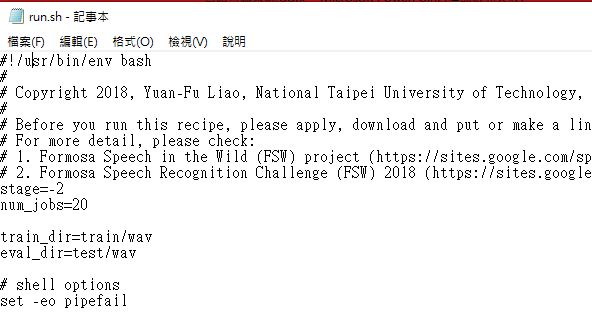 run.sh - 記事本
檔案(F) 編輯(E) 格式(O) 檢視(V) 說明
#!/usr/bin/env bash
#
# Copyright 2018, Yuan-Fu Liao, National Taipei University of Technology,
#
# Before you run this recipe, please apply, download and put or make a lin
# For more detail, please check:
# 1. Formosa Speech in the Wild (FSW) project (https://sites.google.com/sp
# 2. Formosa Speech Recognition Challenge (FSW) 2018 (https://sites.google
stage=-2
num_jobs=20
train_dir=train/wav
eval_dir=test/wav
# shell options
set -eo pipefail